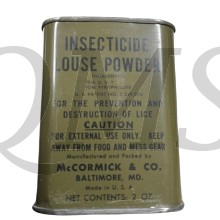 INSECTICIDE
LOUSE POWDER
FOR THE PREVENTION AND
DESTRUCTION OF LICE
CAUTION
FOR EXTERNAL USE ONLY. KEEP
AWAY FROM FOOD AND MESS GEAR
Manufactured and Packed by
McCORMICK & CO.
BALTIMORE, MD.
Made in U.S.A
NET CONTENTS: 2 OZ.